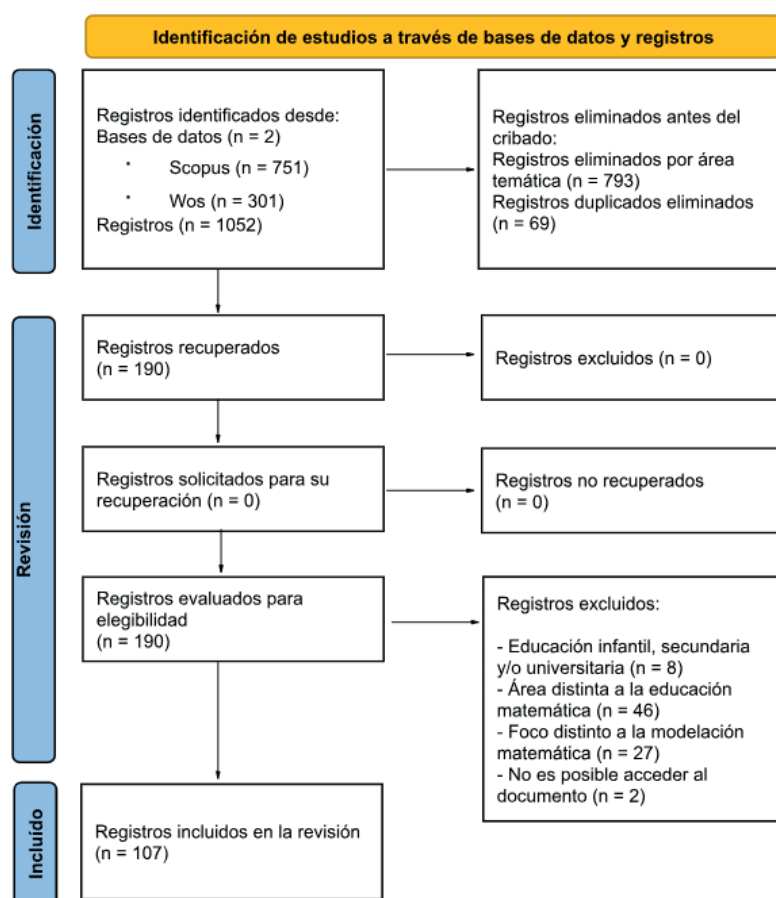 Identificación de estudios a través de bases de datos y registros
Identificación
Registros identificados desde:
Bases de datos (n = 2)
· Scopus (n = 751)
· Wos (n = 301)
Registros (n = 1052)
Registros eliminados antes del
cribado:
Registros eliminados por área
temática (n = 793)
Registros duplicados eliminados
(n = 69)
Revisión
Registros recuperados
(n = 190)
Registros excluidos (n = 0)
Registros solicitados para su
recuperación (n = 0)
Registros no recuperados
(n = 0)
Registros evaluados para
elegibilidad
(n = 190)
Registros excluidos:
- Educación infantil, secundaria
y/o universitaria (n = 8)
- Área distinta a la educación
matemática (n = 46)
- Foco distinto a la modelación
matemática (n = 27)
- No es posible acceder al
documento (n = 2)
Incluído
Registros incluidos en la revisión
(n = 107)